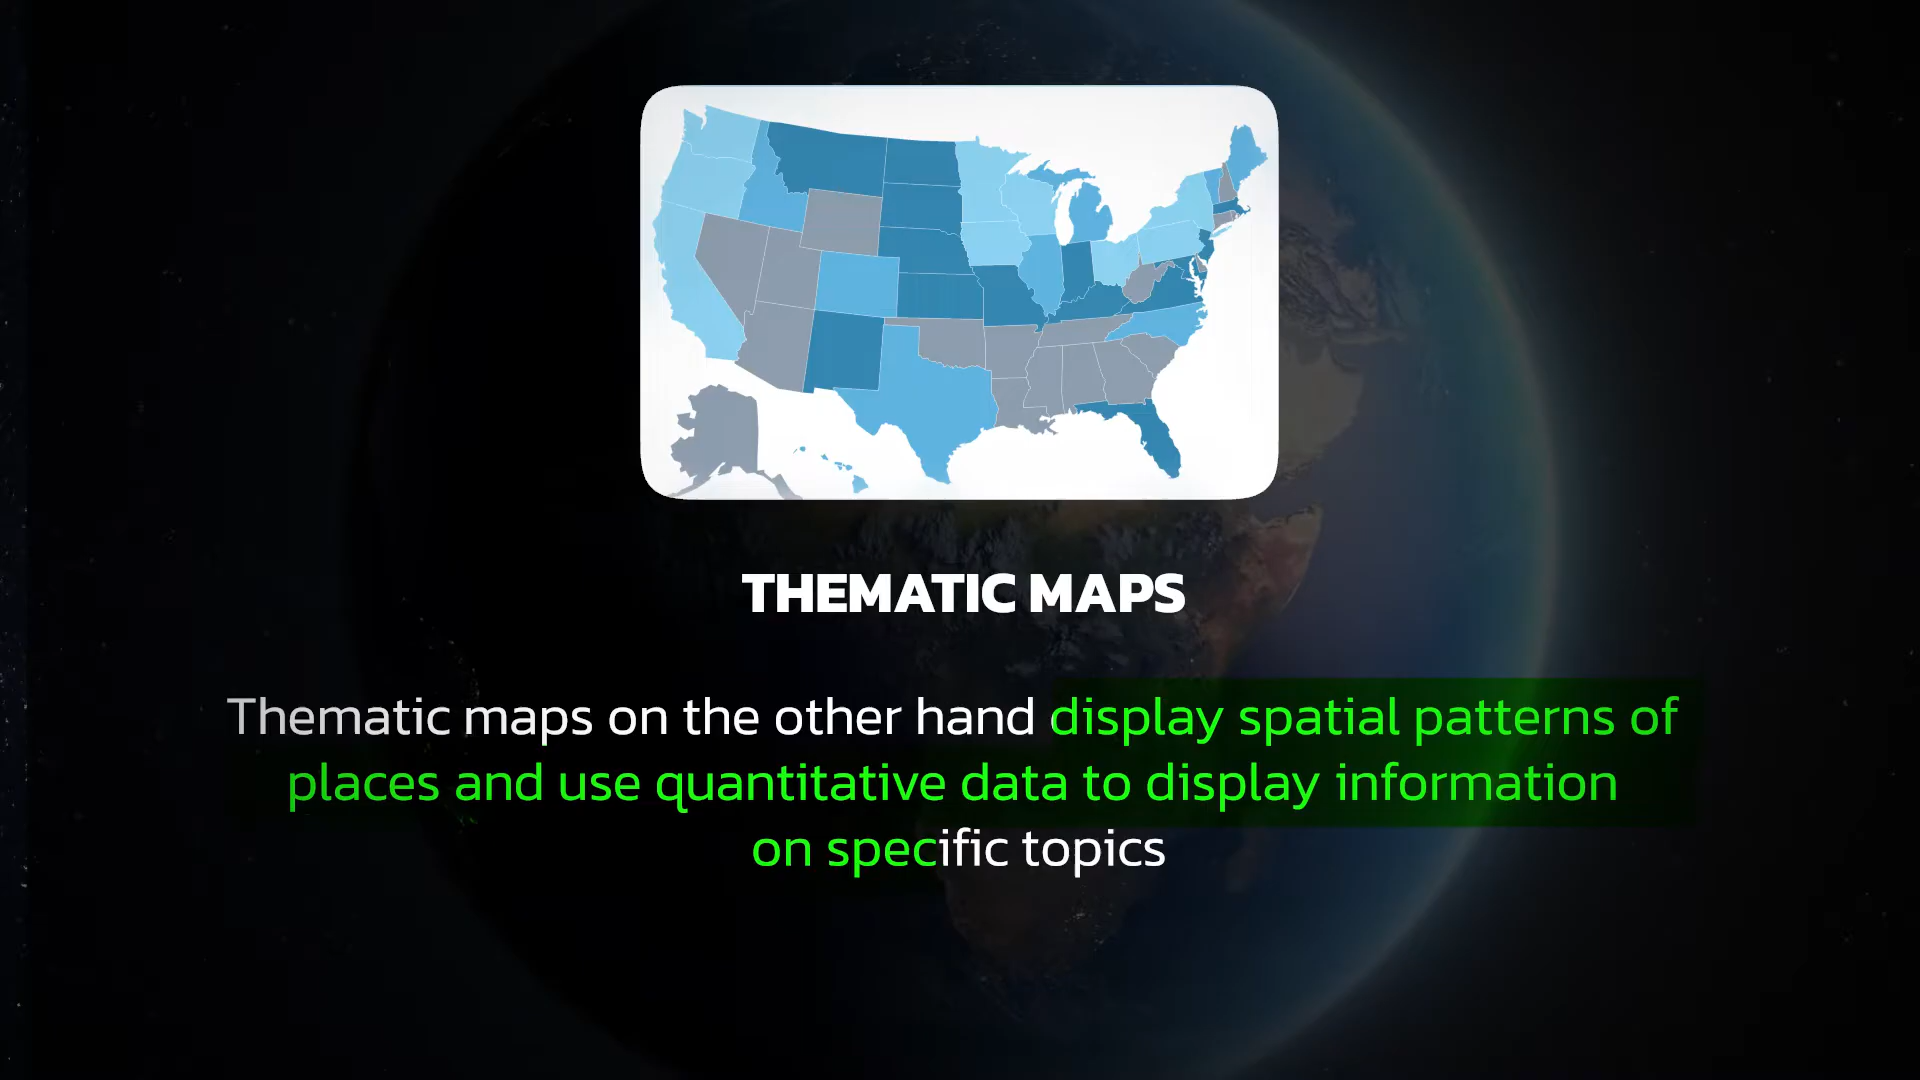 THEMATIC MAPS
Thematic maps on the other hand display spatial patterns of
places and use quantitative data to display information
on specific topics